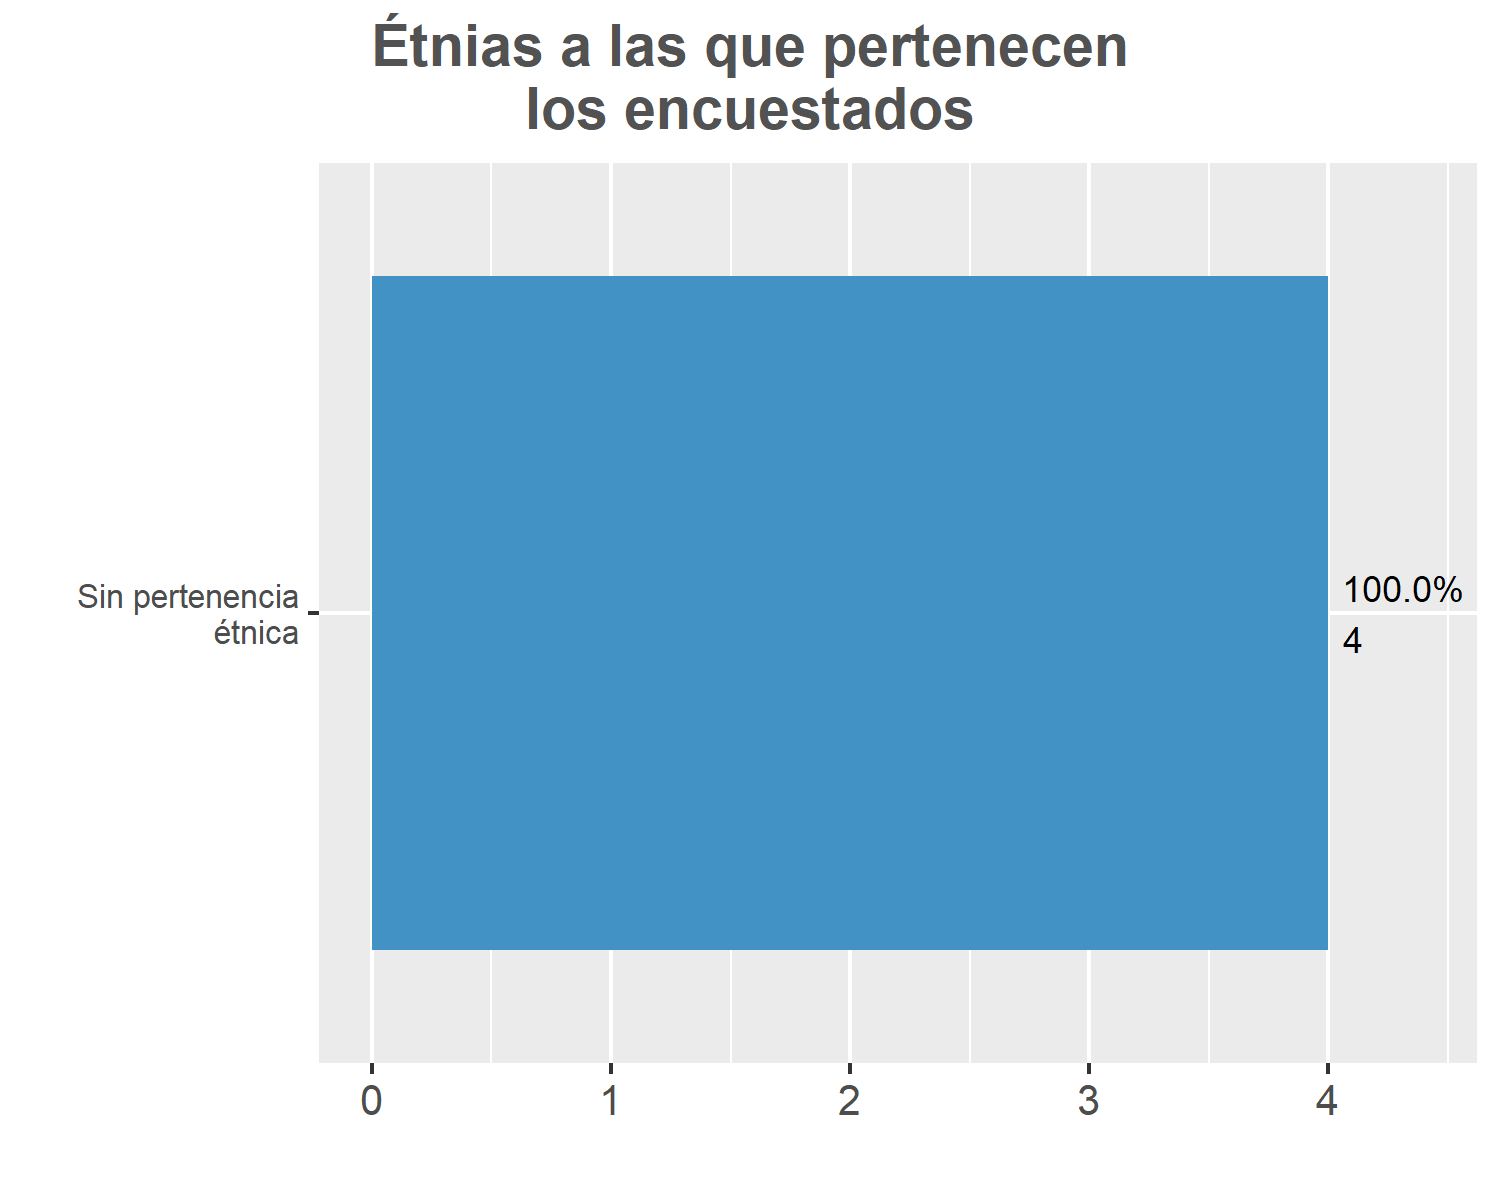 Étnias a las que pertenecen
los encuestados
Sin pertenencia
étnica
100.0%
4
0 1 2 3 4